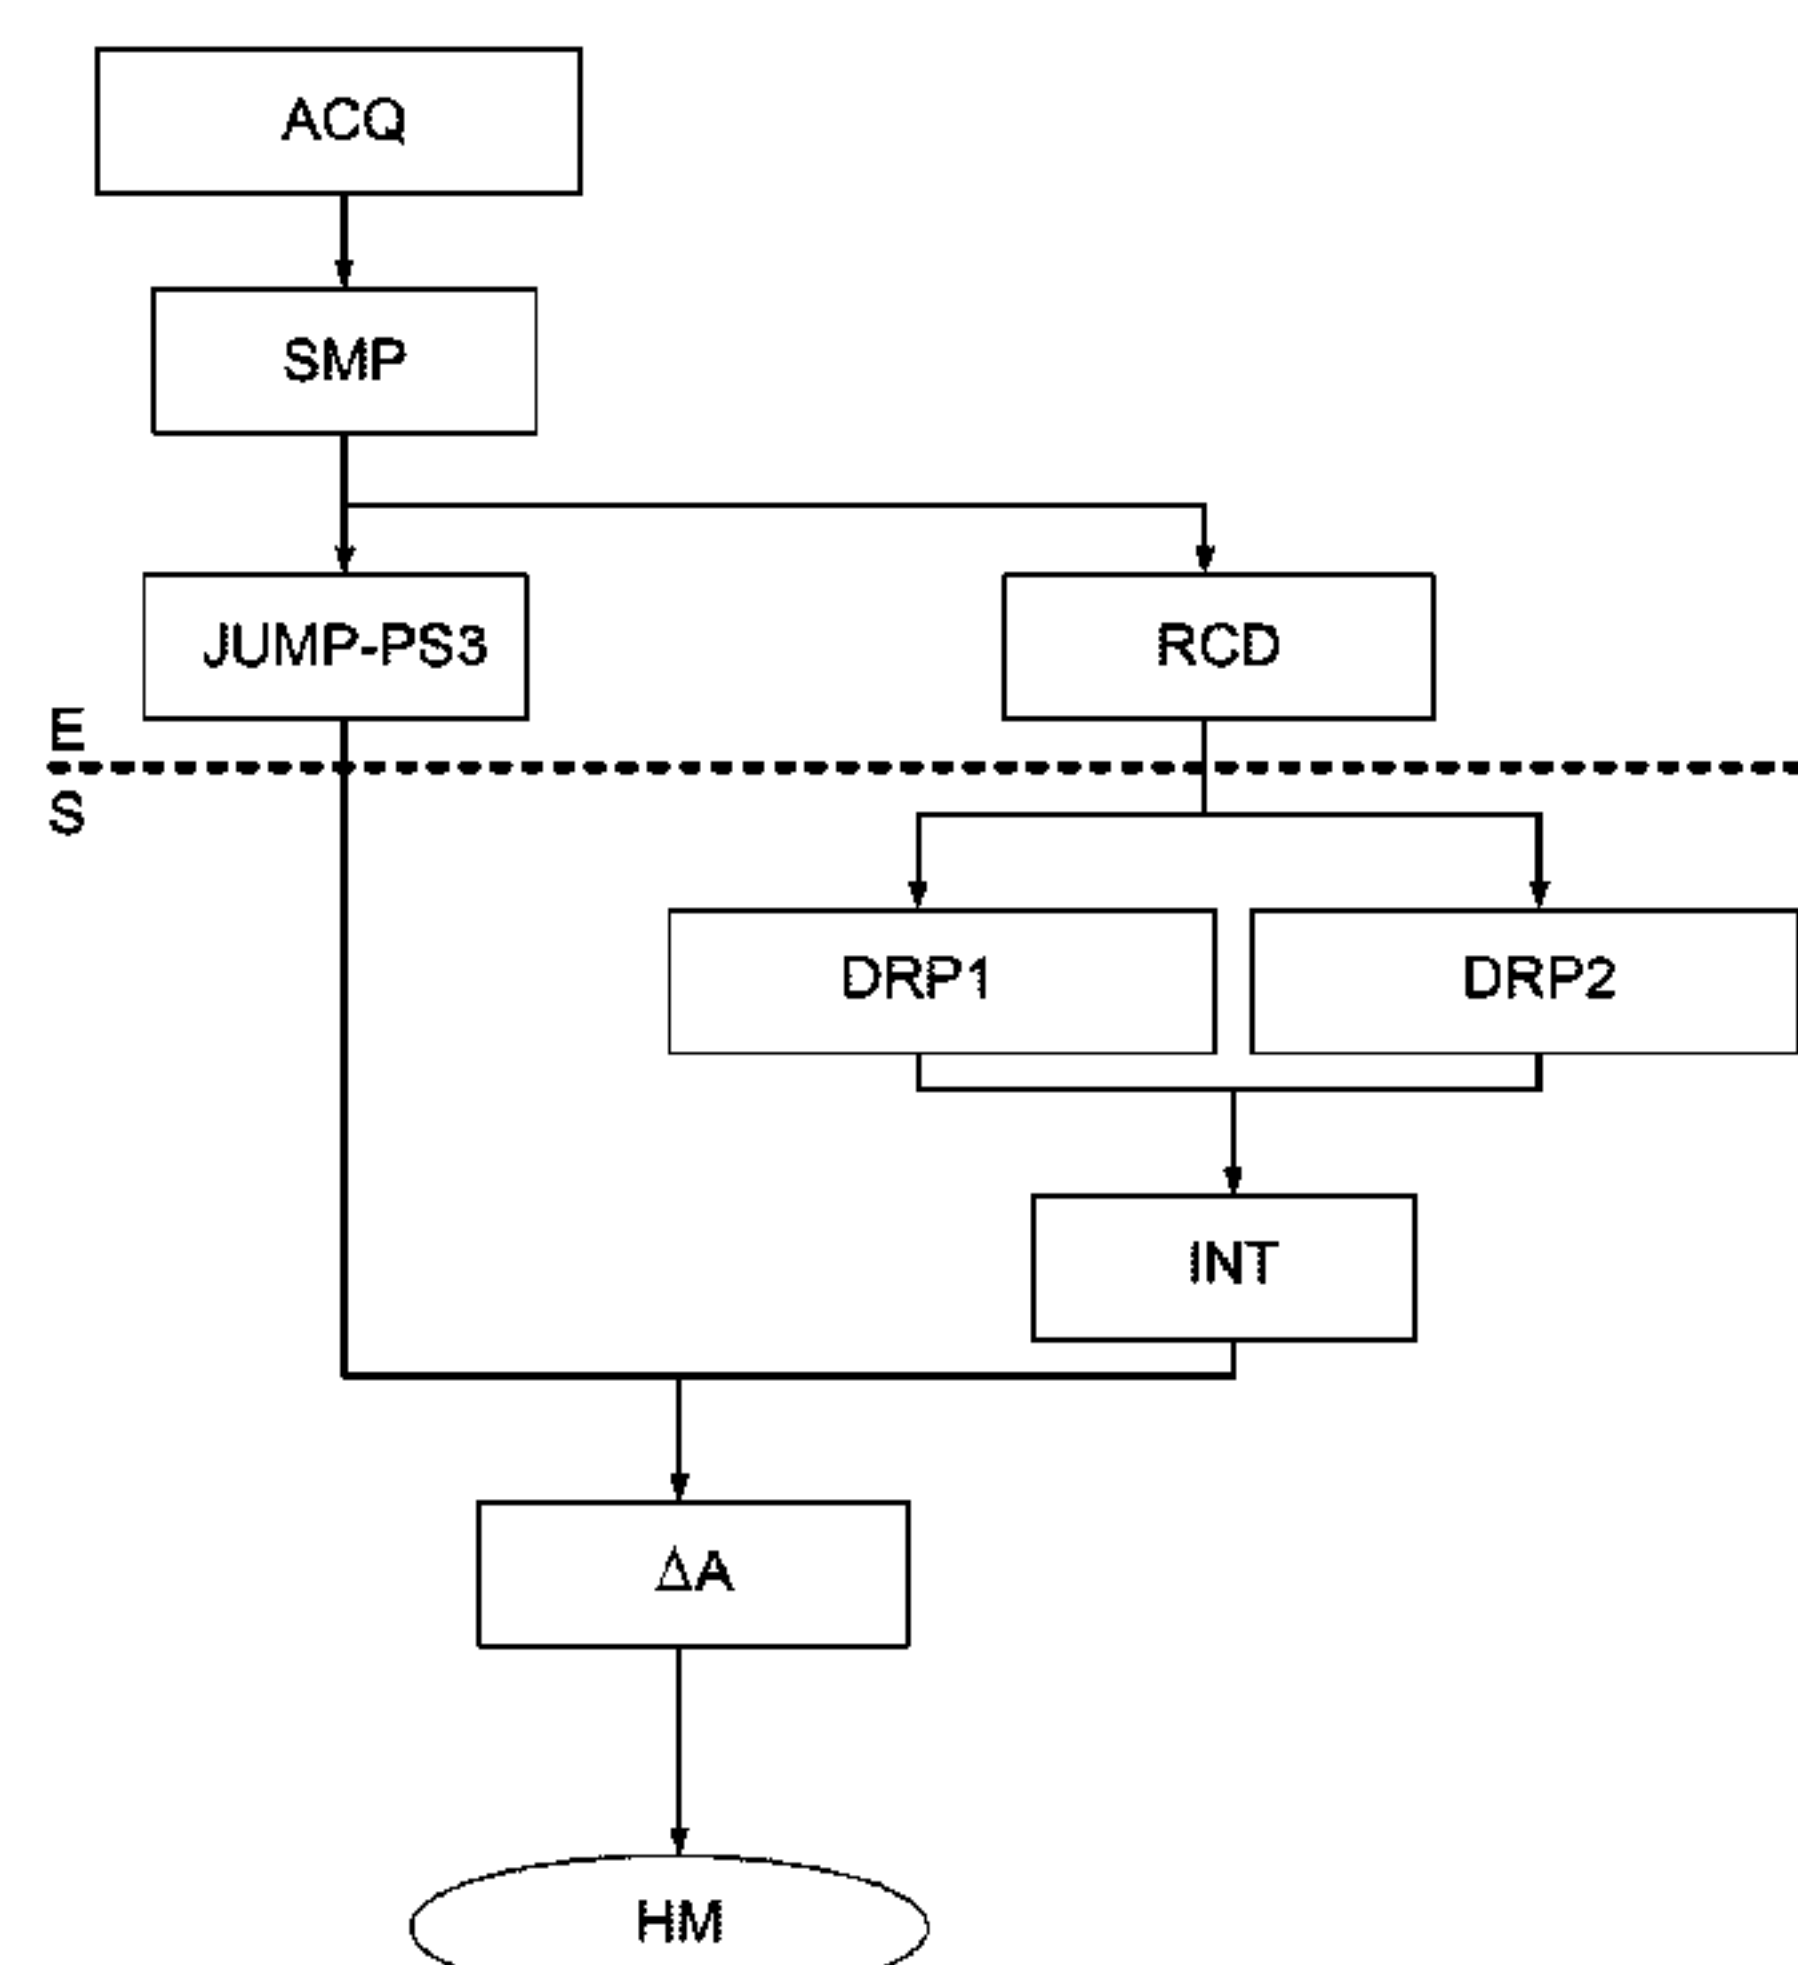 ACQ
SMP
JUMP-PS3
RCD
E
S
DRP1
DRP2
INT
ΔA
HM